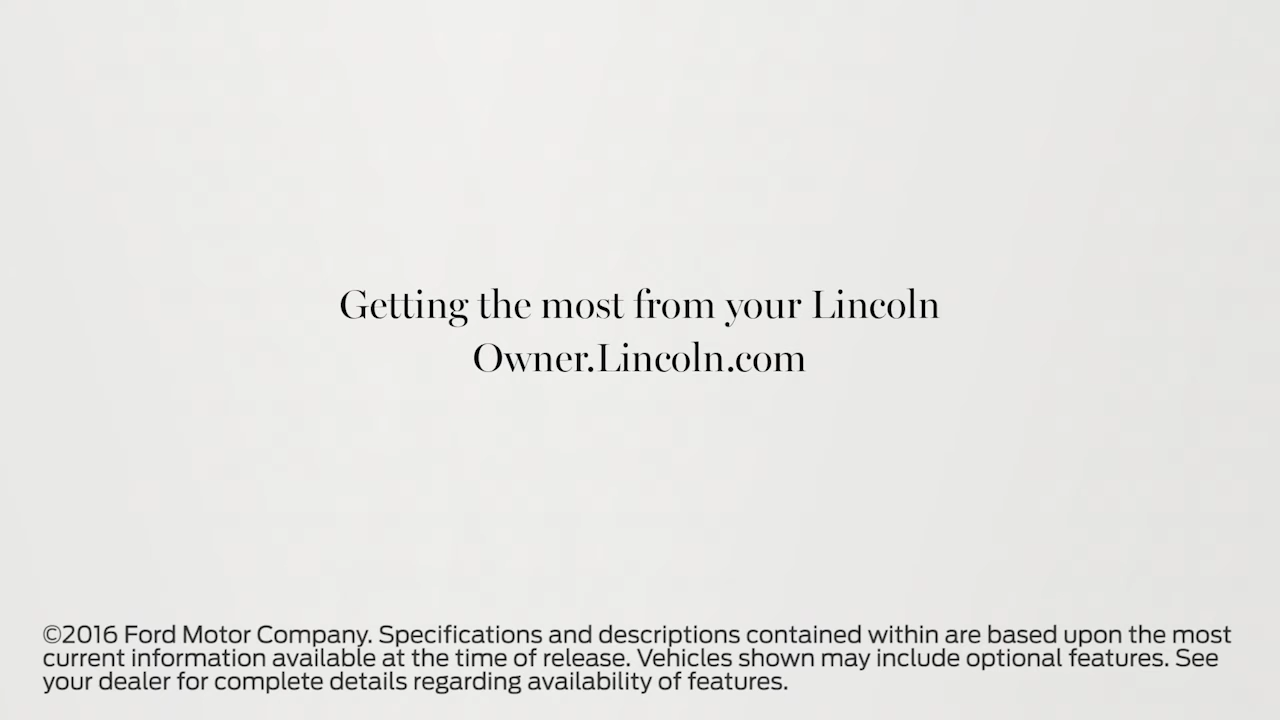 Getting the most from your Lincoln
Owner.Lincoln.com
©2016 Ford Motor Company. Specifications and descriptions contained within are based upon the most
current information available at the time of release. Vehicles shown may include optional features. See
your dealer for complete details regarding availability of features.